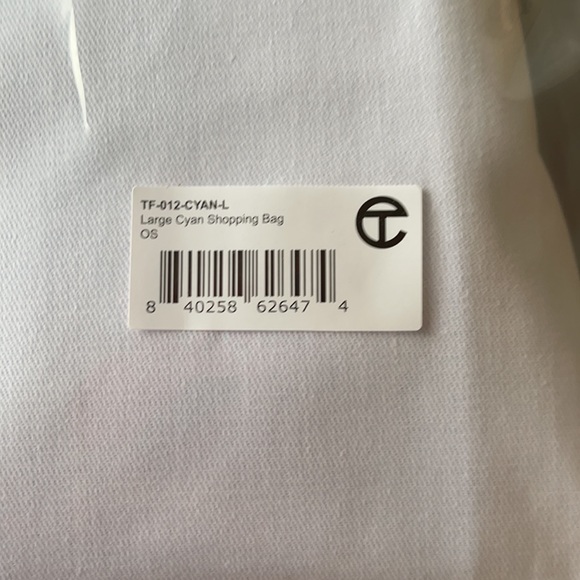 TF-012-CYAN-L
Large Cyan Shopping Bag
OS
8 40258 62647 4